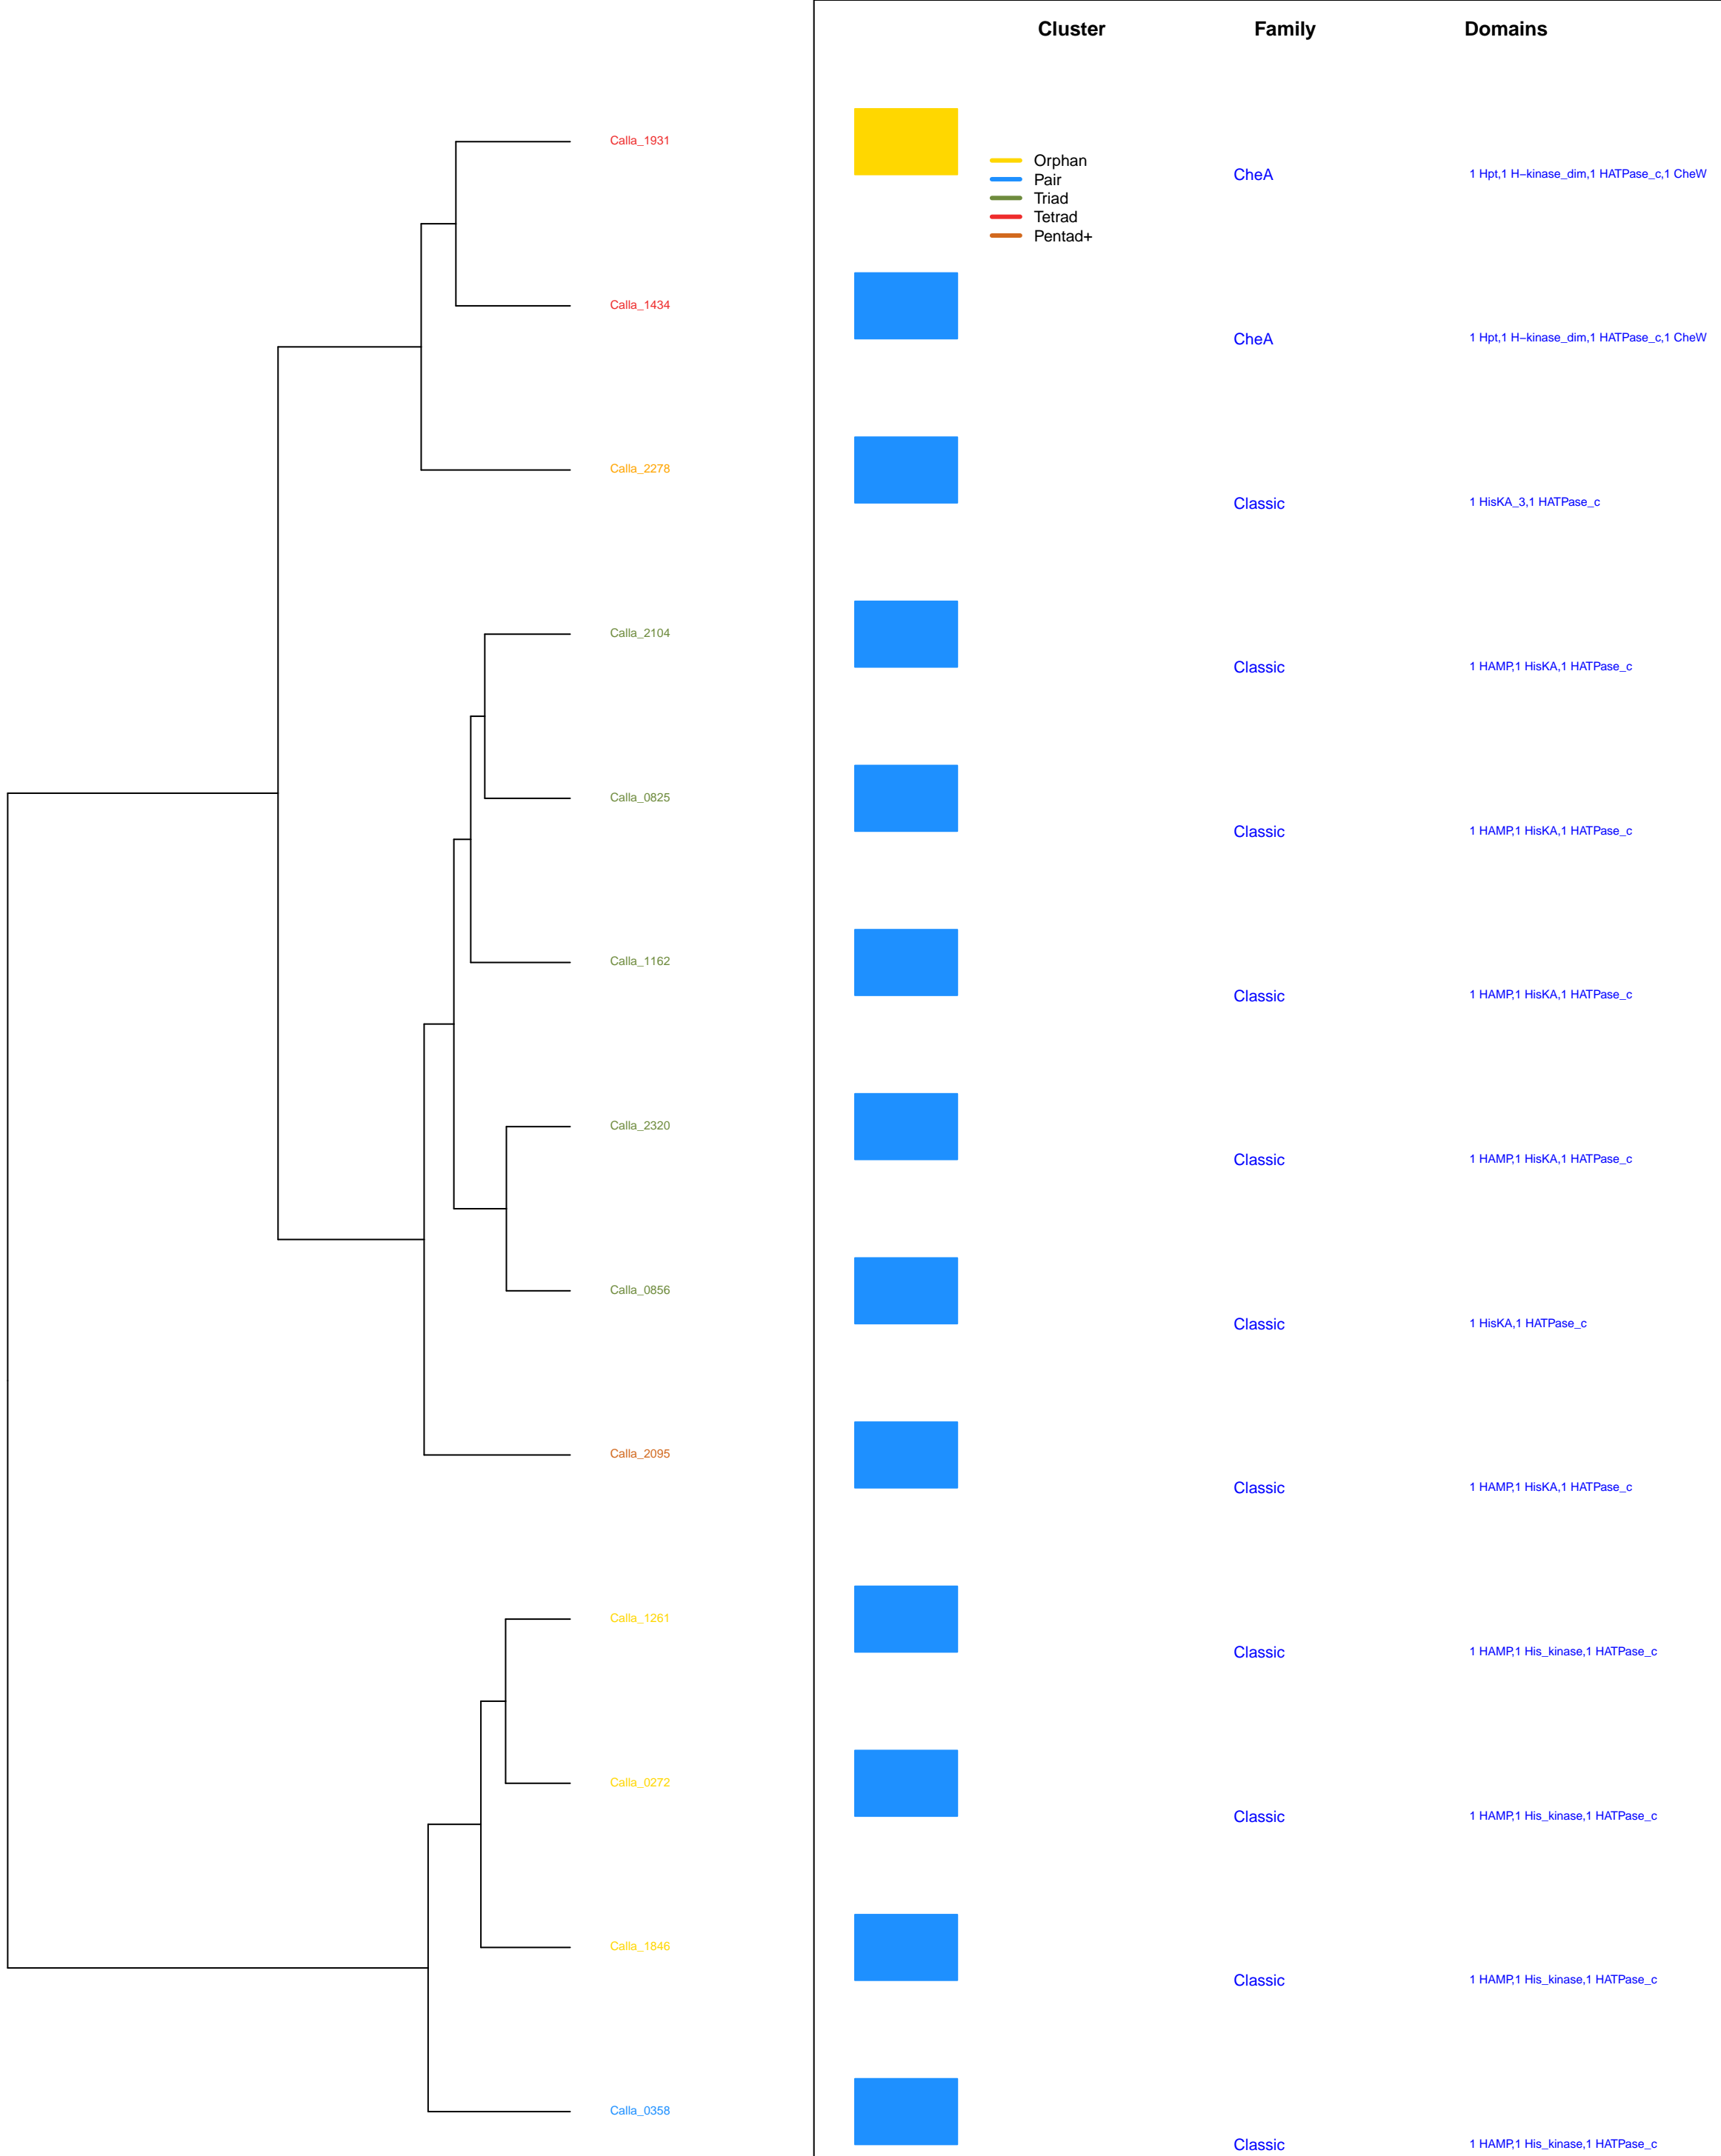 Cluster Family Domains
Calla_1931
Orphan
Pair
Triad
Tetrad
Pentad+
CheA 1 Hpt,1 H−kinase_dim,1 HATPase_c,1 CheW
Calla_1434
CheA 1 Hpt,1 H−kinase_dim,1 HATPase_c,1 CheW
Calla_2278
Classic 1 HisKA_3,1 HATPase_c
Calla_2104
Classic 1 HAMP,1 HisKA,1 HATPase_c
Calla_0825
Classic 1 HAMP,1 HisKA,1 HATPase_c
Calla_1162
Classic 1 HAMP,1 HisKA,1 HATPase_c
Calla_2320
Classic 1 HAMP,1 HisKA,1 HATPase_c
Calla_0856
Classic 1 HisKA,1 HATPase_c
Calla_2095
Classic 1 HAMP,1 HisKA,1 HATPase_c
Calla_1261
Classic 1 HAMP,1 His_kinase,1 HATPase_c
Calla_0272
Classic 1 HAMP,1 His_kinase,1 HATPase_c
Calla_1846
Classic 1 HAMP,1 His_kinase,1 HATPase_c
Calla_0358
Classic 1 HAMP,1 His_kinase,1 HATPase_c